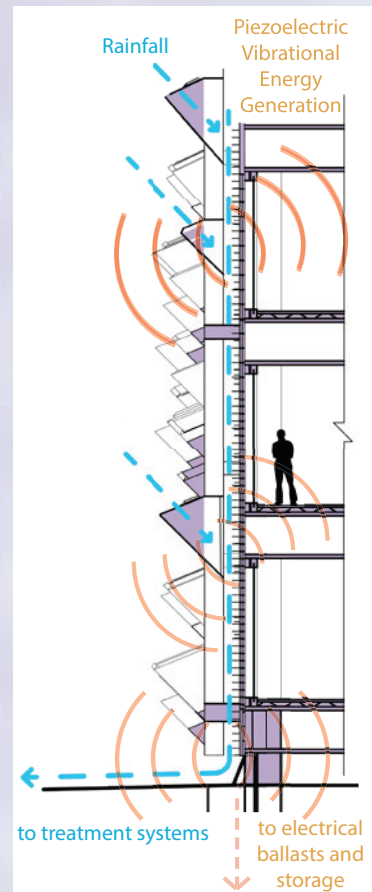 Rainfall
Piezoelectric
Vibrational
Energy
Generation
to treatment systems
to electrical
ballasts and
storage